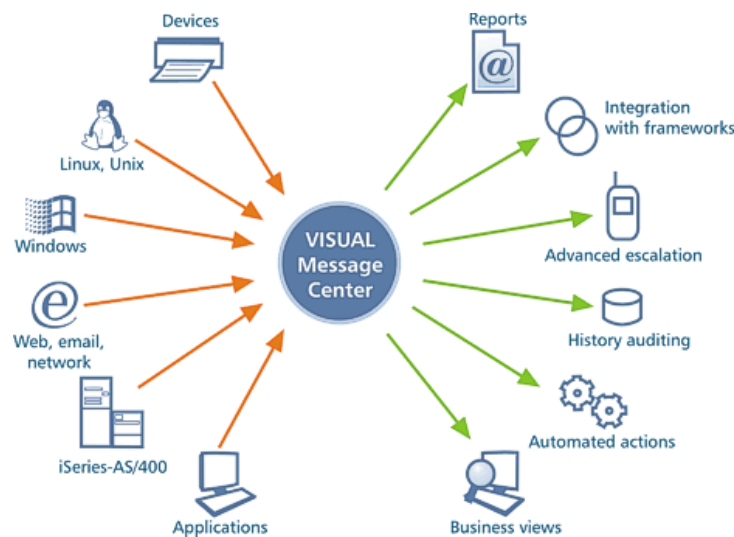 Devices
Reports
Integration
with frameworks
Linux, Unix
Windows
VISUAL
Message
Center
Advanced escalation
Web, email,
network
History auditing
iSeries-AS/400
Automated actions
Applications
Business views